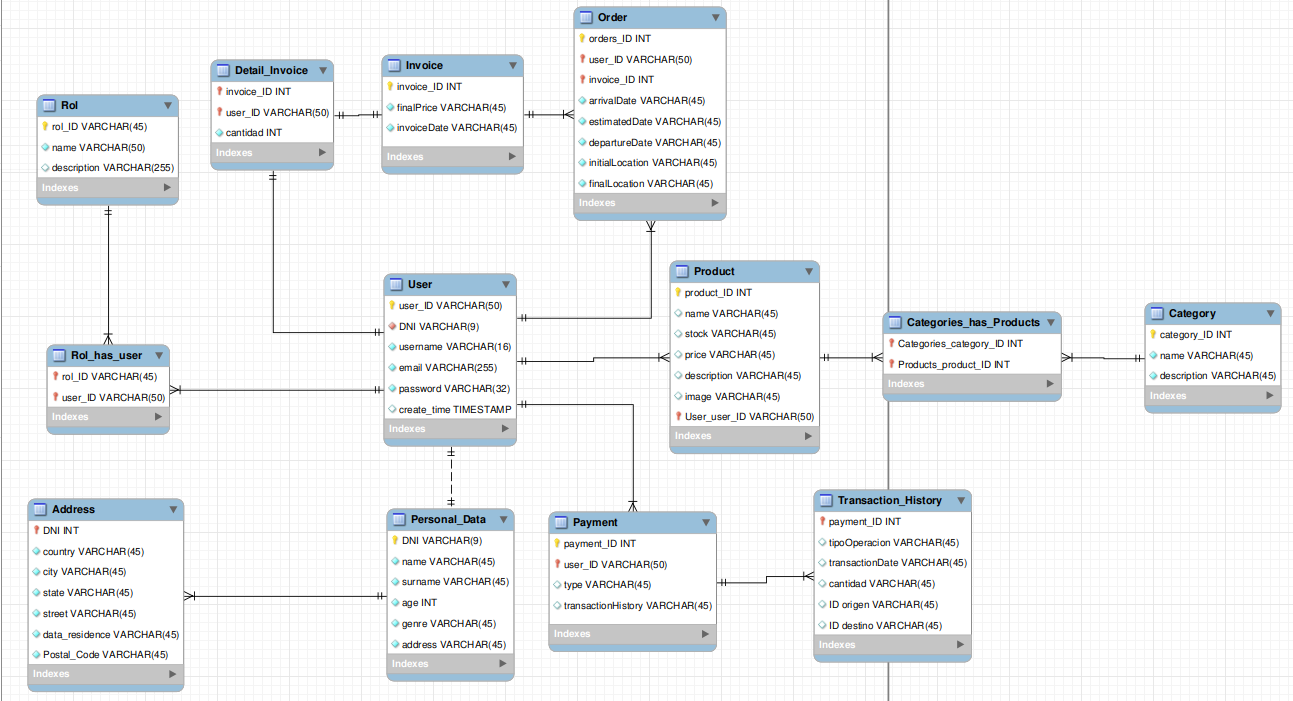 Order
orders_ID INT
user_ID VARCHAR(50)
invoice_ID INT
arrivalDate VARCHAR(45)
estimatedDate VARCHAR(45)
departureDate VARCHAR(45)
initialLocation VARCHAR(45)
finalLocation VARCHAR(45)
Indexes
Detail_Invoice
invoice_ID INT
user_ID VARCHAR(50)
cantidad INT
Indexes
Invoice
invoice_ID INT
finalPrice VARCHAR(45)
invoiceDate VARCHAR(45)
Indexes
Rol
rol_ID VARCHAR(45)
name VARCHAR(50)
description VARCHAR(255)
Indexes
User
user_ID VARCHAR(50)
DNI VARCHAR(9)
username VARCHAR(16)
email VARCHAR(255)
password VARCHAR(32)
create_time TIMESTAMP
Indexes
Product
product_ID INT
name VARCHAR(45)
stock VARCHAR(45)
price VARCHAR(45)
description VARCHAR(45)
image VARCHAR(45)
User_user_ID VARCHAR(50)
Indexes
Categories_has_Products
Categories_category_ID INT
Products_product_ID INT
Indexes
Category
category_ID INT
name VARCHAR(45)
description VARCHAR(45)
Indexes
Rol_has_user
rol_ID VARCHAR(45)
user_ID VARCHAR(50)
Indexes
Address
DNI INT
country VARCHAR(45)
city VARCHAR(45)
state VARCHAR(45)
street VARCHAR(45)
data_residence VARCHAR(45)
Postal_Code VARCHAR(45)
Indexes
Personal_Data
DNI VARCHAR(9)
name VARCHAR(45)
surname VARCHAR(45)
age INT
genre VARCHAR(45)
address VARCHAR(45)
Indexes
Payment
payment_ID INT
user_ID VARCHAR(50)
type VARCHAR(45)
transactionHistory VARCHAR(45)
Indexes
Transaction_History
payment_ID INT
tipoOperacion VARCHAR(45)
transactionDate VARCHAR(45)
cantidad VARCHAR(45)
ID origen VARCHAR(45)
ID destino VARCHAR(45)
Indexes